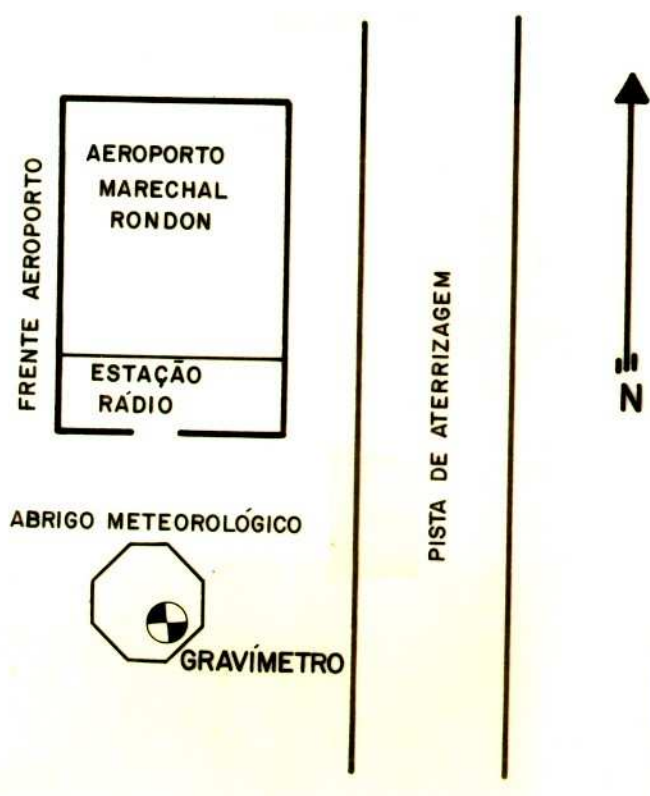 AEROPORTO
MARECHAL
RONDON
FRENTE AEROPORTO
ESTAÇÃO
RÁDIO
PISTA DE ATERRIZAGEM
N
ABRIGO METEOROLÓGICO
GRAVÍMETRO